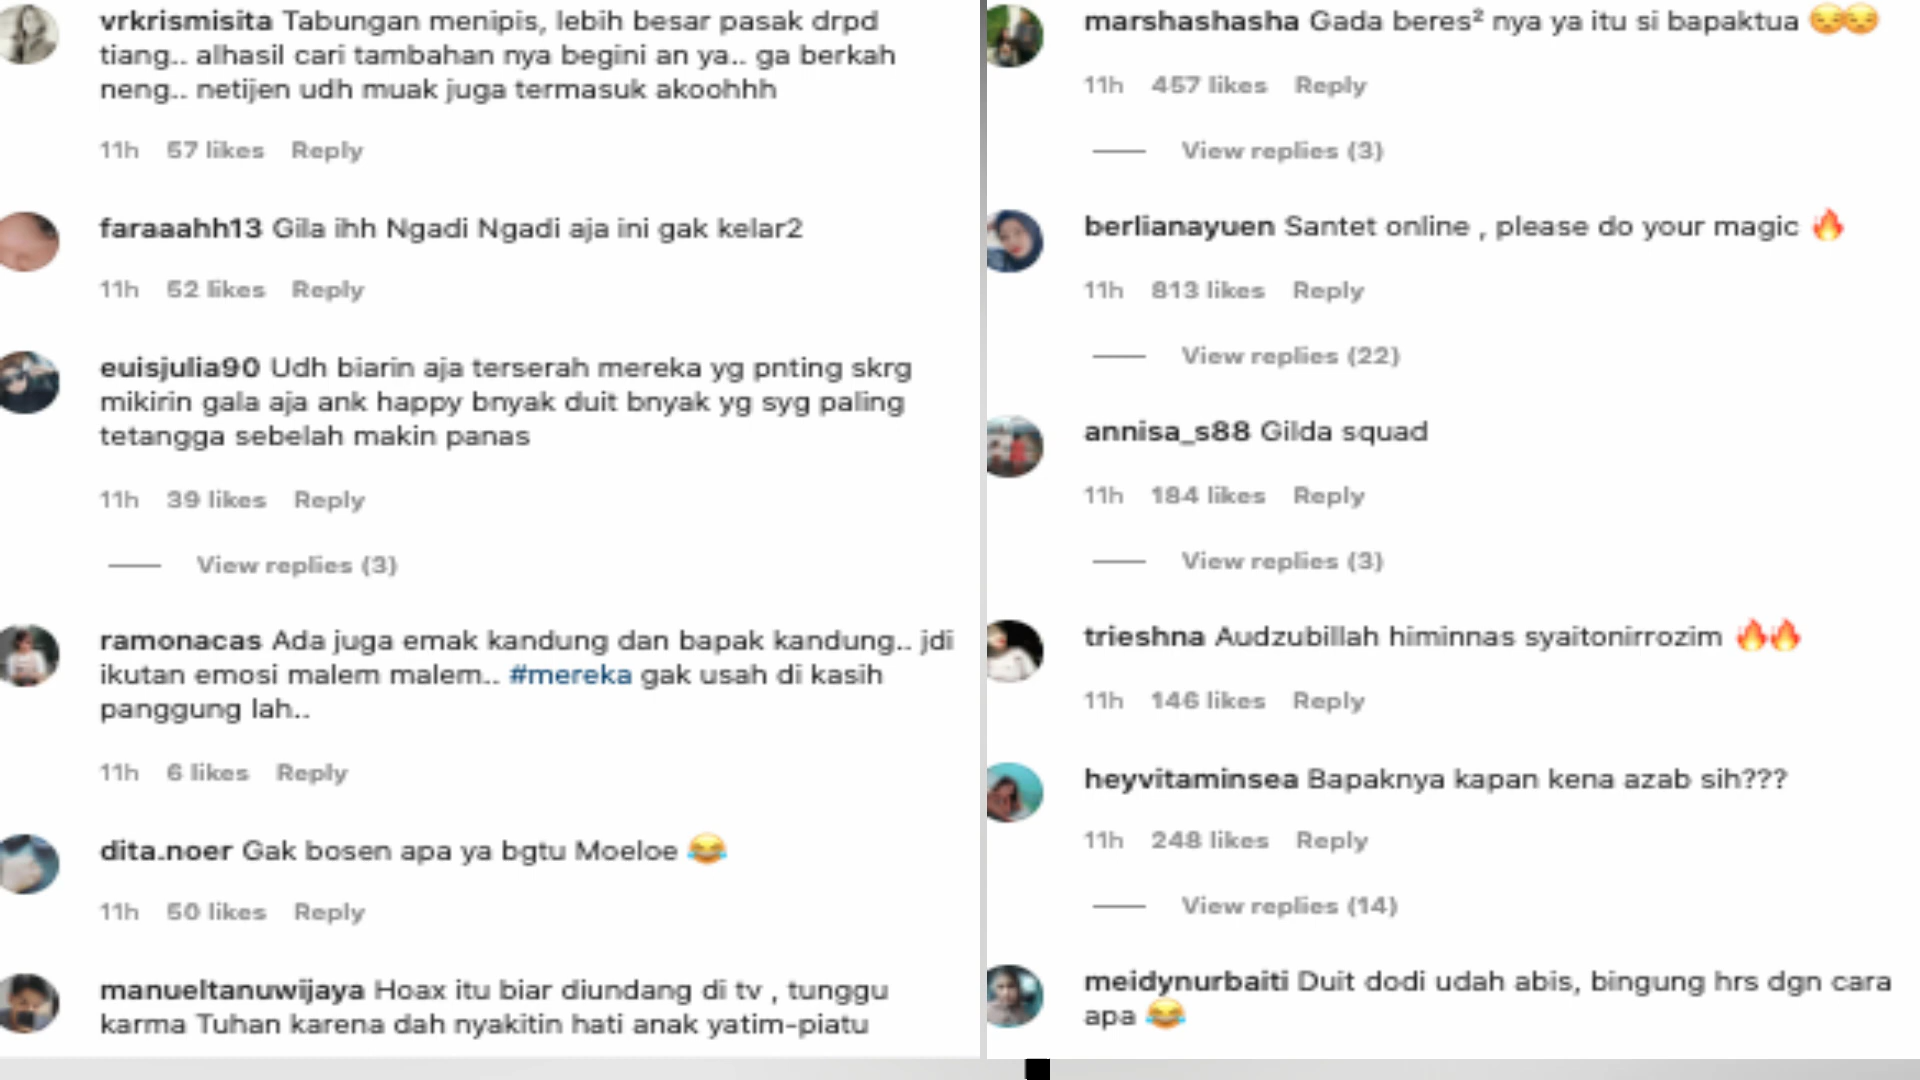 vrkrismisita Tabungan menipis, lebih besar pasak drpd
tiang.. alhasil cari tambahan nya begini an ya.. ga berkah
neng.. netijen udh muak juga termasuk akoohhh
11h 57 likes Reply
faraaahh13 Gila ihh Ngadi Ngadi aja ini gak kelar2
11h 52 likes Reply
euisjulia90 Udh biarin aja terserah mereka yg pnting skrg
mikirin gala aja ank happy bnyak duit bnyak yg syg paling
tetangga sebelah makin panas
11h 39 likes Reply
View replies (3)
ramonacas Ada juga emak kandung dan bapak kandung.. jdi
ikutan emosi malem malem.. #mereka gak usah di kasih
panggung lah..
11h 6 likes Reply
dita.noer Gak bosen apa ya bgtu Moeloe 😂
11h 50 likes Reply
manueltanuwijaya Hoax itu biar diundang di tv , tunggu
karma Tuhan karena dah nyakitin hati anak yatim-piatu
marshashasha Gada beres² nya ya itu si bapaktua 😒😒
11h 457 likes Reply
View replies (3)
berlianayuen Santet online , please do your magic 🔥
11h 813 likes Reply
View replies (22)
annisa_s88 Gilda squad
11h 184 likes Reply
View replies (3)
trieshna Audzubillah himinnas syaitonirrozim 🔥🔥
11h 146 likes Reply
heyvitaminsea Bapaknya kapan kena azab sih???
11h 248 likes Reply
View replies (14)
meidynurbaiti Duit dodi udah abis, bingung hrs dgn cara
apa 😂